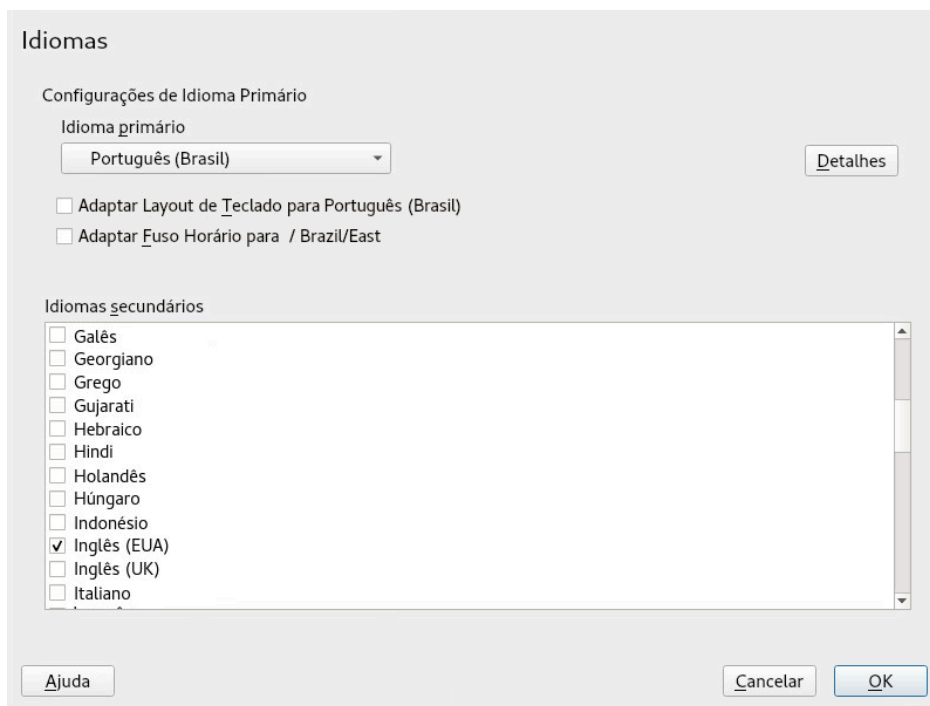 Idiomas
Configurações de Idioma Primário
Idioma primário
Português (Brasil)
Detalhes
Adaptar Layout de Teclado para Português (Brasil)
Adaptar Fuso Horário para / Brazil/East
Idiomas secundários
Galês
Georgiano
Grego
Gujarati
Hebraico
Hindi
Holandês
Húngaro
Indonésio
Inglês (EUA)
Inglês (UK)
Italiano
Ajuda
Cancelar
OK